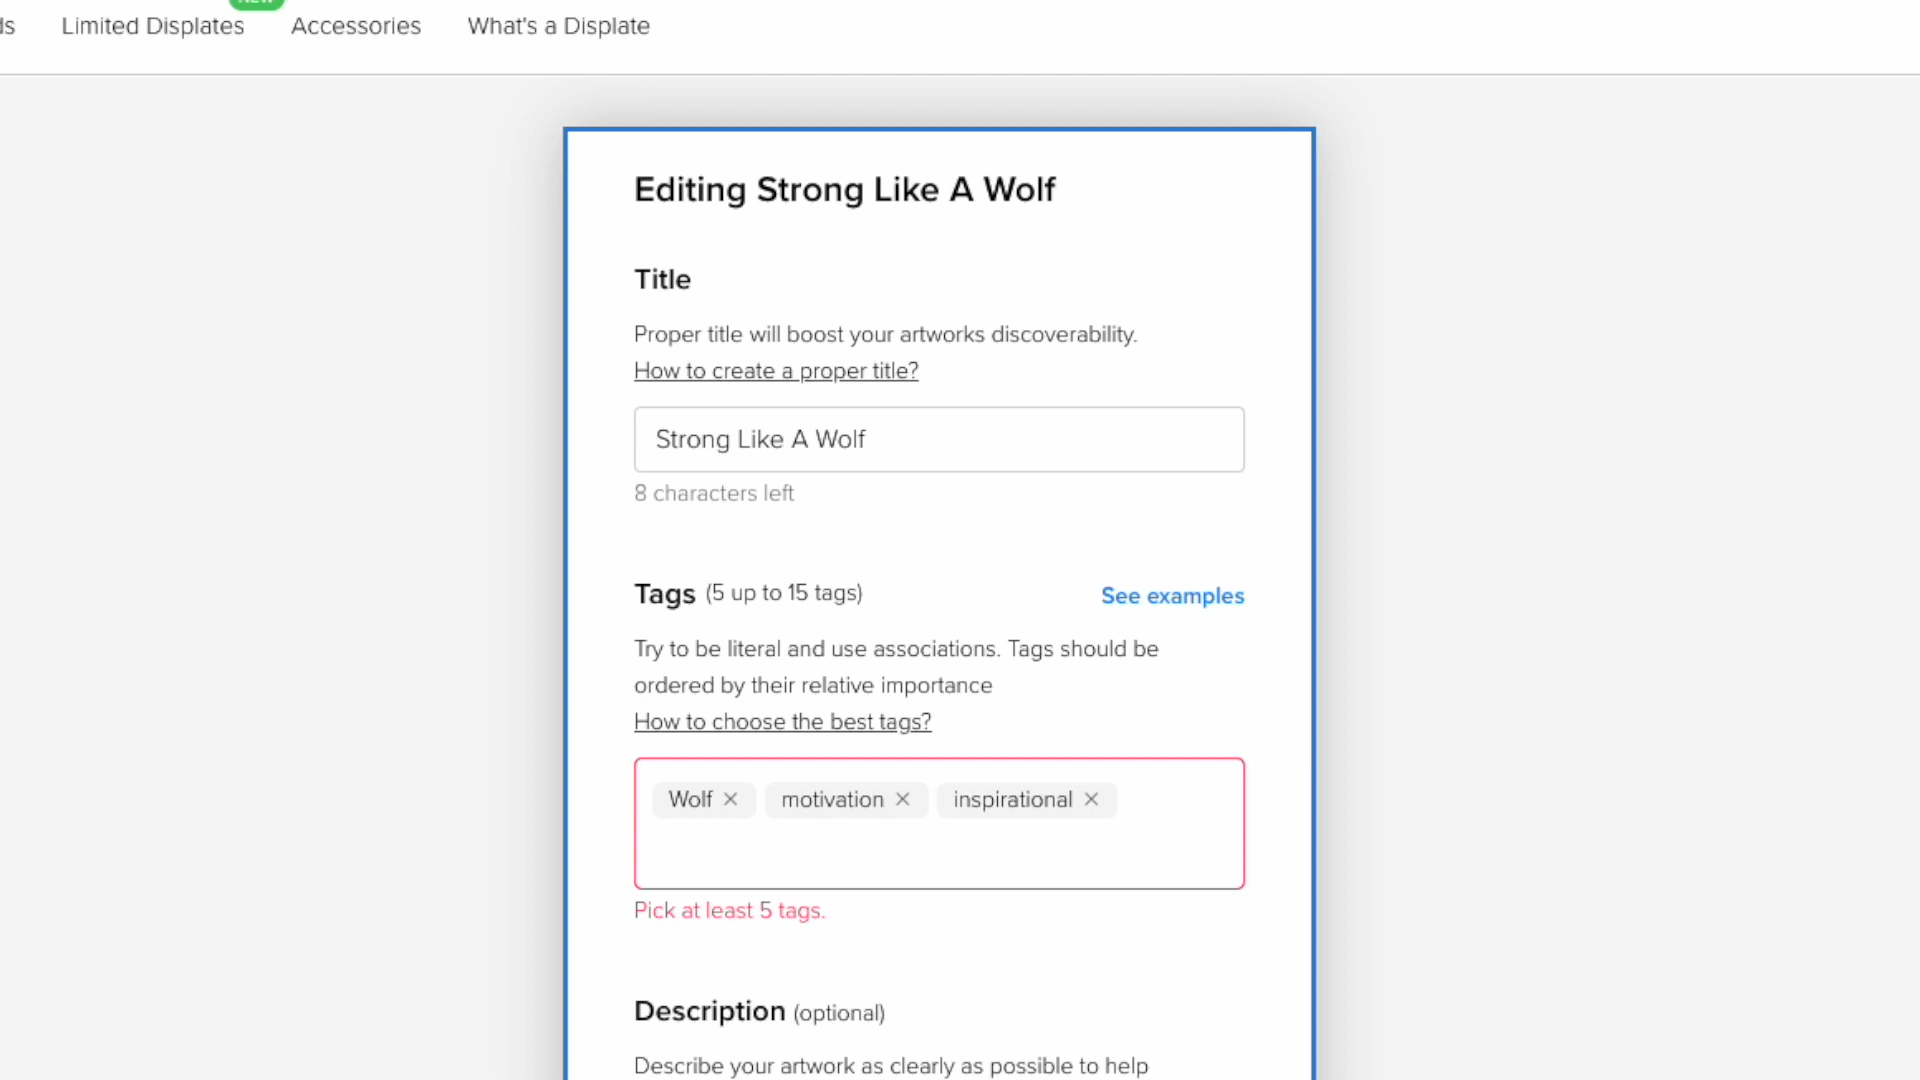 Limited Displates Accessories What's a Displate
Editing Strong Like A Wolf
Title
Proper title will boost your artworks discoverability.
How to create a proper title?
Strong Like A Wolf
8 characters left
Tags (5 up to 15 tags) See examples
Try to be literal and use associations. Tags should be
ordered by their relative importance
How to choose the best tags?
Wolf × motivation × inspirational ×
Pick at least 5 tags.
Description (optional)
Describe your artwork as clearly as possible to help